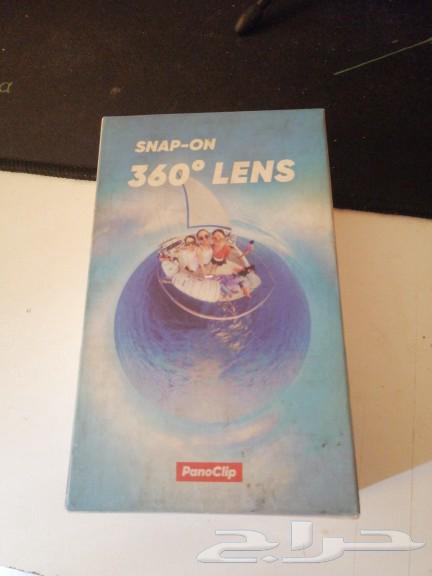 SNAP-ON
360° LENS
PanoClip
حراج